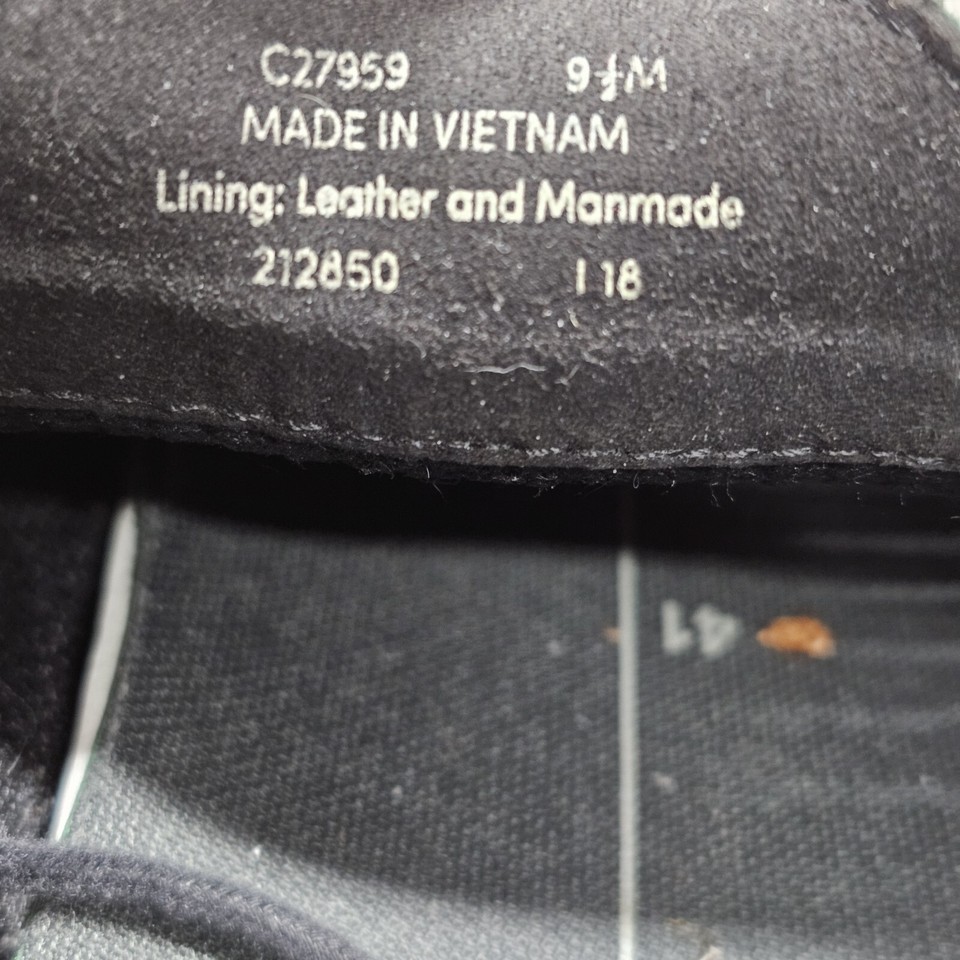 C27959 9½M
MADE IN VIETNAM
Lining: Leather and Manmade
212850 I 18
41